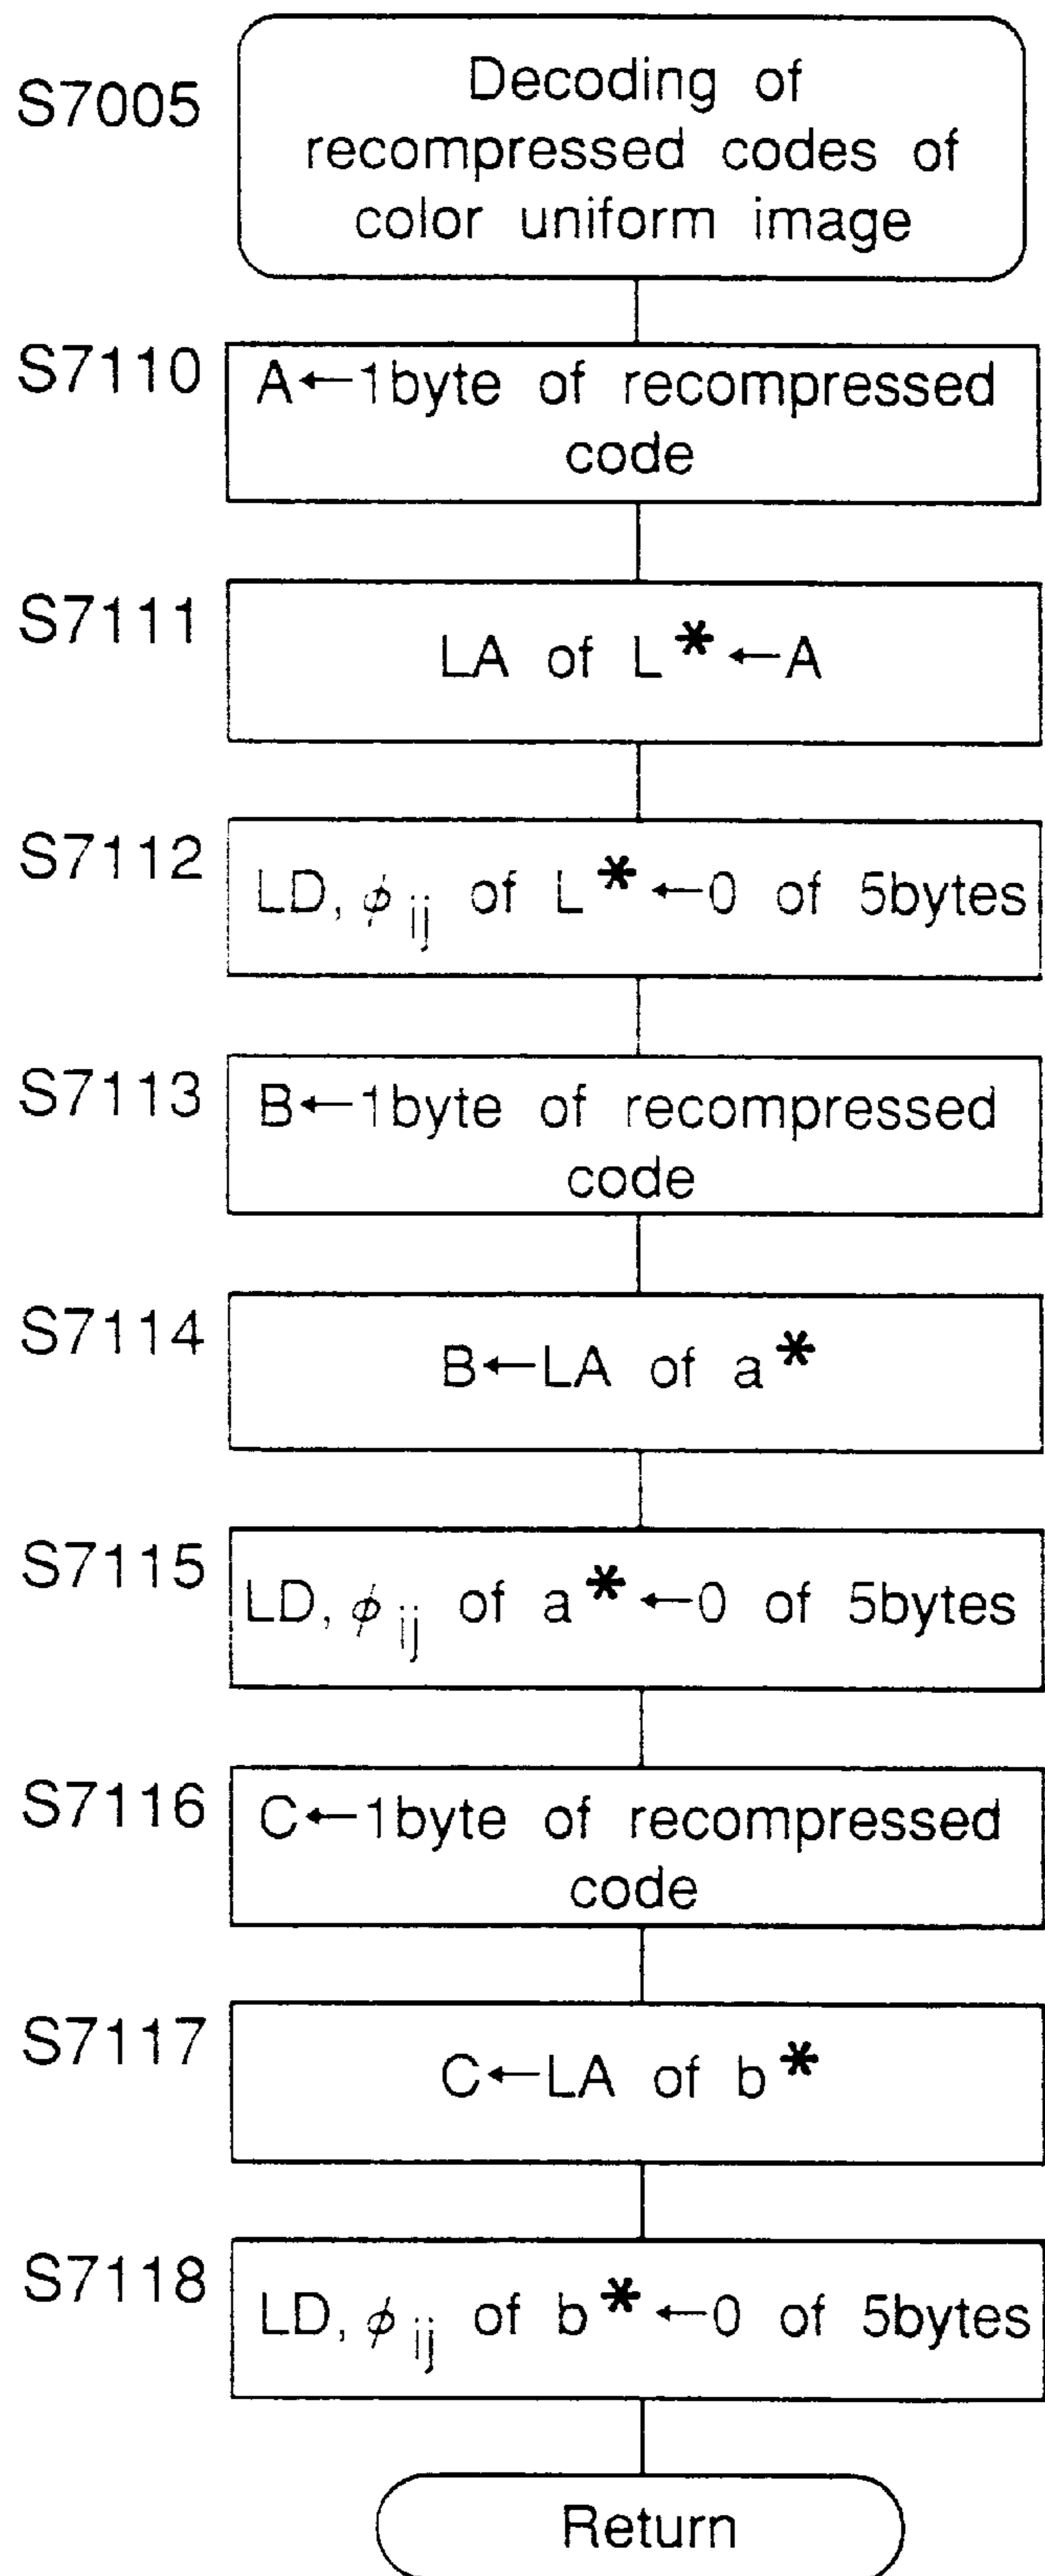 S7005
Decoding of
recompressed codes of
color uniform image
S7110
A←1byte of recompressed
code
S7111
LA of L*←A
S7112
LD, ϕij of L*←0 of 5bytes
S7113
B←1byte of recompressed
code
S7114
B←LA of a*
S7115
LD, ϕij of a*←0 of 5bytes
S7116
C←1byte of recompressed
code
S7117
C←LA of b*
S7118
LD, ϕij of b*←0 of 5bytes
Return